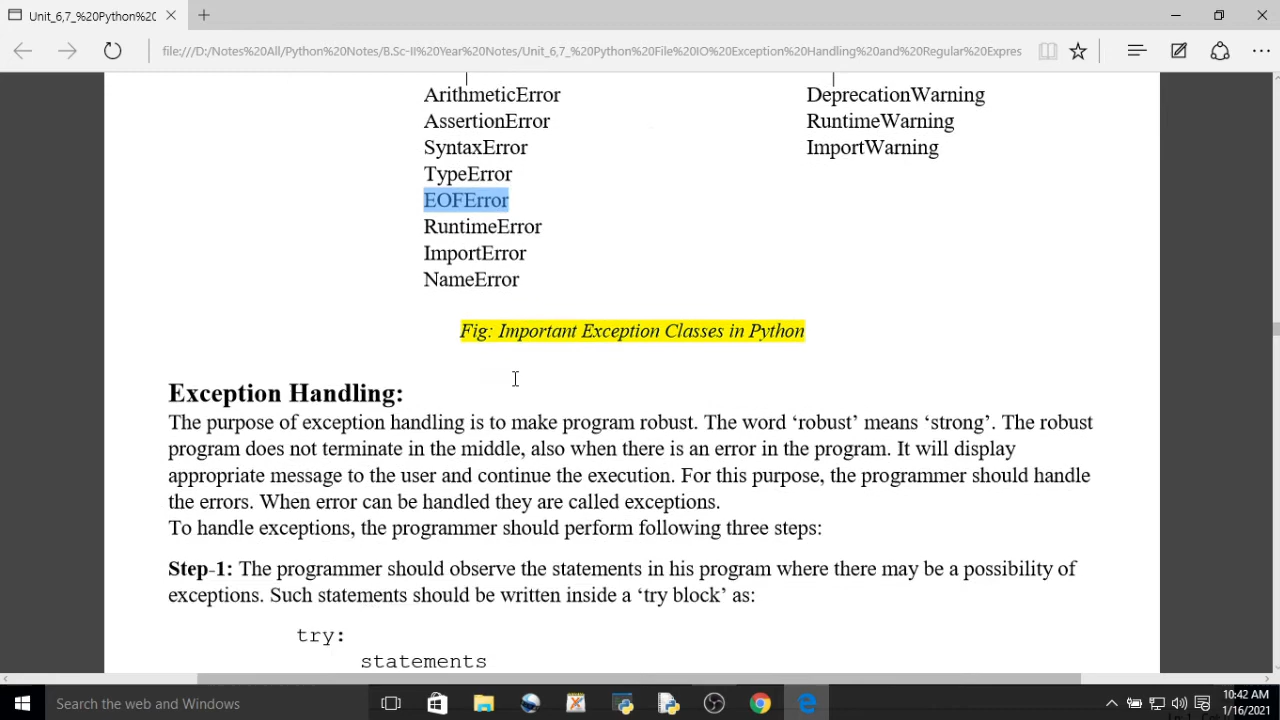 Unit_6,7_ Python%20
file:///D:/Notes%20All/Python%20Notes/B.Sc-II%20Year%20Notes/Unit_6,7_%20Python%20File%20IO%20Exception%20Handling%20and%20Regular%20Expres
ArithmeticError
AssertionError
SyntaxError
TypeError
EOFError
RuntimeError
ImportError
NameError
DeprecationWarning
RuntimeWarning
ImportWarning
Fig: Important Exception Classes in Python
Exception Handling:
The purpose of exception handling is to make program robust. The word ‘robust’ means ‘strong’. The robust
program does not terminate in the middle, also when there is an error in the program. It will display
appropriate message to the user and continue the execution. For this purpose, the programmer should handle
the errors. When error can be handled they are called exceptions.
To handle exceptions, the programmer should perform following three steps:
Step-1: The programmer should observe the statements in his program where there may be a possibility of
exceptions. Such statements should be written inside a ‘try block’ as:
try:
statements
Search the web and Windows
10:42 AM
1/16/2021